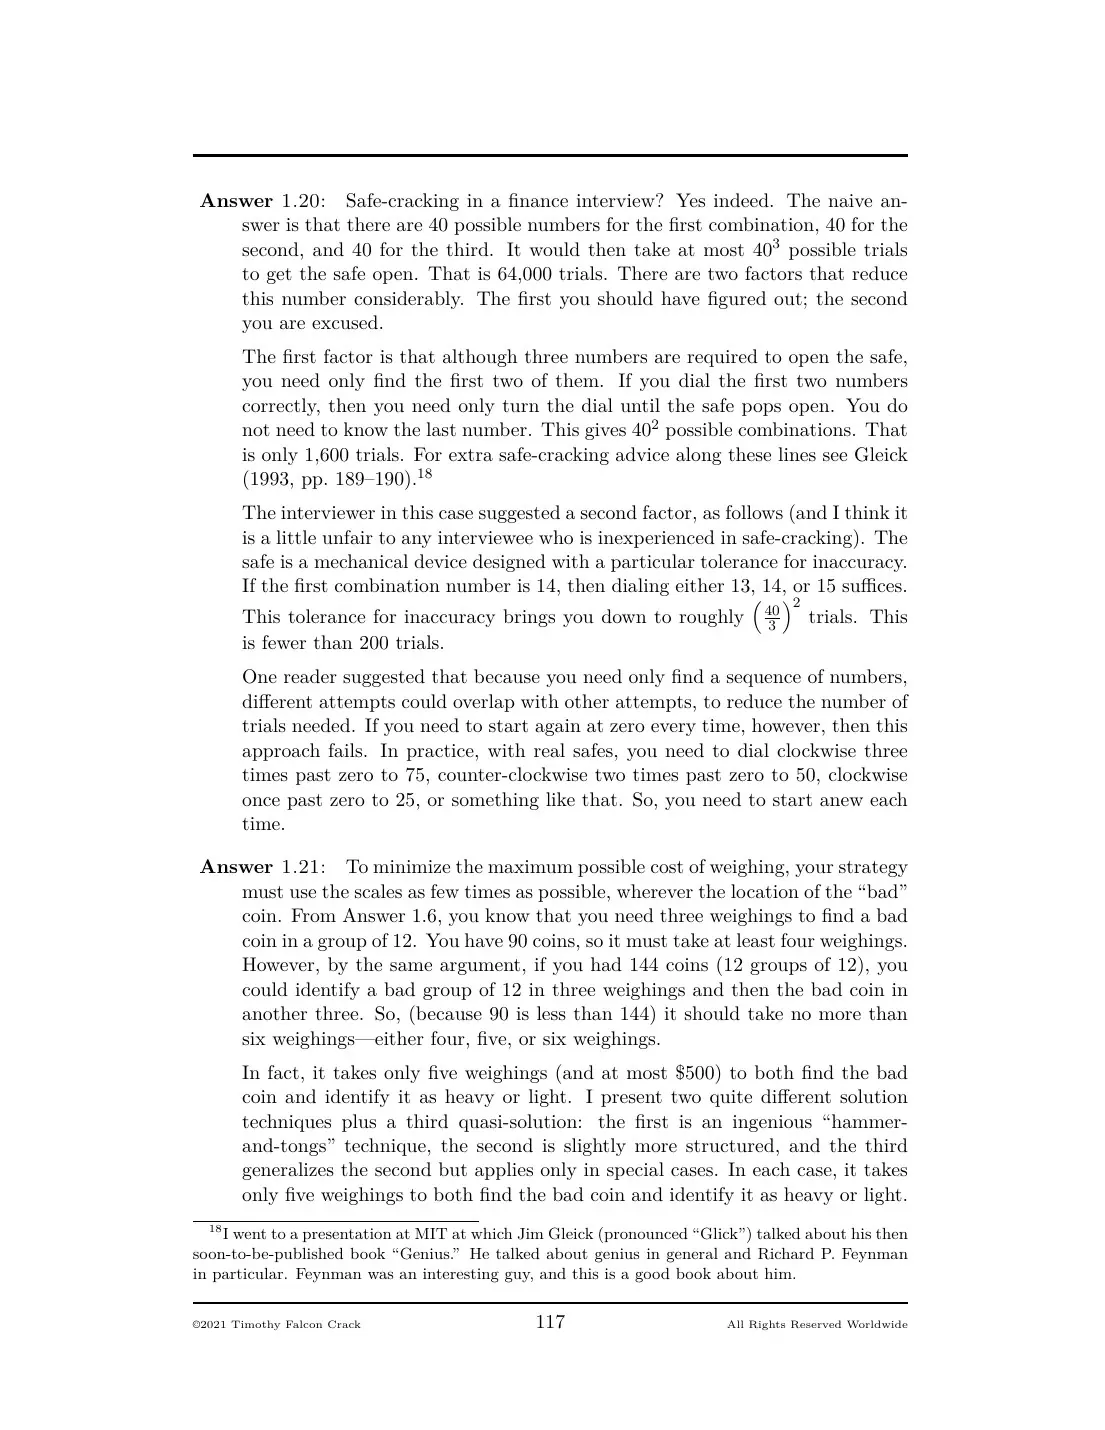 Answer 1.20: Safe-cracking in a finance interview? Yes indeed. The naive an-
swer is that there are 40 possible numbers for the first combination, 40 for the
second, and 40 for the third. It would then take at most 40³ possible trials
to get the safe open. That is 64,000 trials. There are two factors that reduce
this number considerably. The first you should have figured out; the second
you are excused.
The first factor is that although three numbers are required to open the safe,
you need only find the first two of them. If you dial the first two numbers
correctly, then you need only turn the dial until the safe pops open. You do
not need to know the last number. This gives 40² possible combinations. That
is only 1,600 trials. For extra safe-cracking advice along these lines see Gleick
(1993, pp. 189–190).¹⁸
The interviewer in this case suggested a second factor, as follows (and I think it
is a little unfair to any interviewee who is inexperienced in safe-cracking). The
safe is a mechanical device designed with a particular tolerance for inaccuracy.
If the first combination number is 14, then dialing either 13, 14, or 15 suffices.
This tolerance for inaccuracy brings you down to roughly (40/3)² trials. This
is fewer than 200 trials.
One reader suggested that because you need only find a sequence of numbers,
different attempts could overlap with other attempts, to reduce the number of
trials needed. If you need to start again at zero every time, however, then this
approach fails. In practice, with real safes, you need to dial clockwise three
times past zero to 75, counter-clockwise two times past zero to 50, clockwise
once past zero to 25, or something like that. So, you need to start anew each
time.
Answer 1.21: To minimize the maximum possible cost of weighing, your strategy
must use the scales as few times as possible, wherever the location of the “bad”
coin. From Answer 1.6, you know that you need three weighings to find a bad
coin in a group of 12. You have 90 coins, so it must take at least four weighings.
However, by the same argument, if you had 144 coins (12 groups of 12), you
could identify a bad group of 12 in three weighings and then the bad coin in
another three. So, (because 90 is less than 144) it should take no more than
six weighings—either four, five, or six weighings.
In fact, it takes only five weighings (and at most $500) to both find the bad
coin and identify it as heavy or light. I present two quite different solution
techniques plus a third quasi-solution: the first is an ingenious “hammer-
and-tongs” technique, the second is slightly more structured, and the third
generalizes the second but applies only in special cases. In each case, it takes
only five weighings to both find the bad coin and identify it as heavy or light.
¹⁸I went to a presentation at MIT at which Jim Gleick (pronounced “Glick”) talked about his then
soon-to-be-published book “Genius.” He talked about genius in general and Richard P. Feynman
in particular. Feynman was an interesting guy, and this is a good book about him.
©2021 Timothy Falcon Crack 117 All Rights Reserved Worldwide